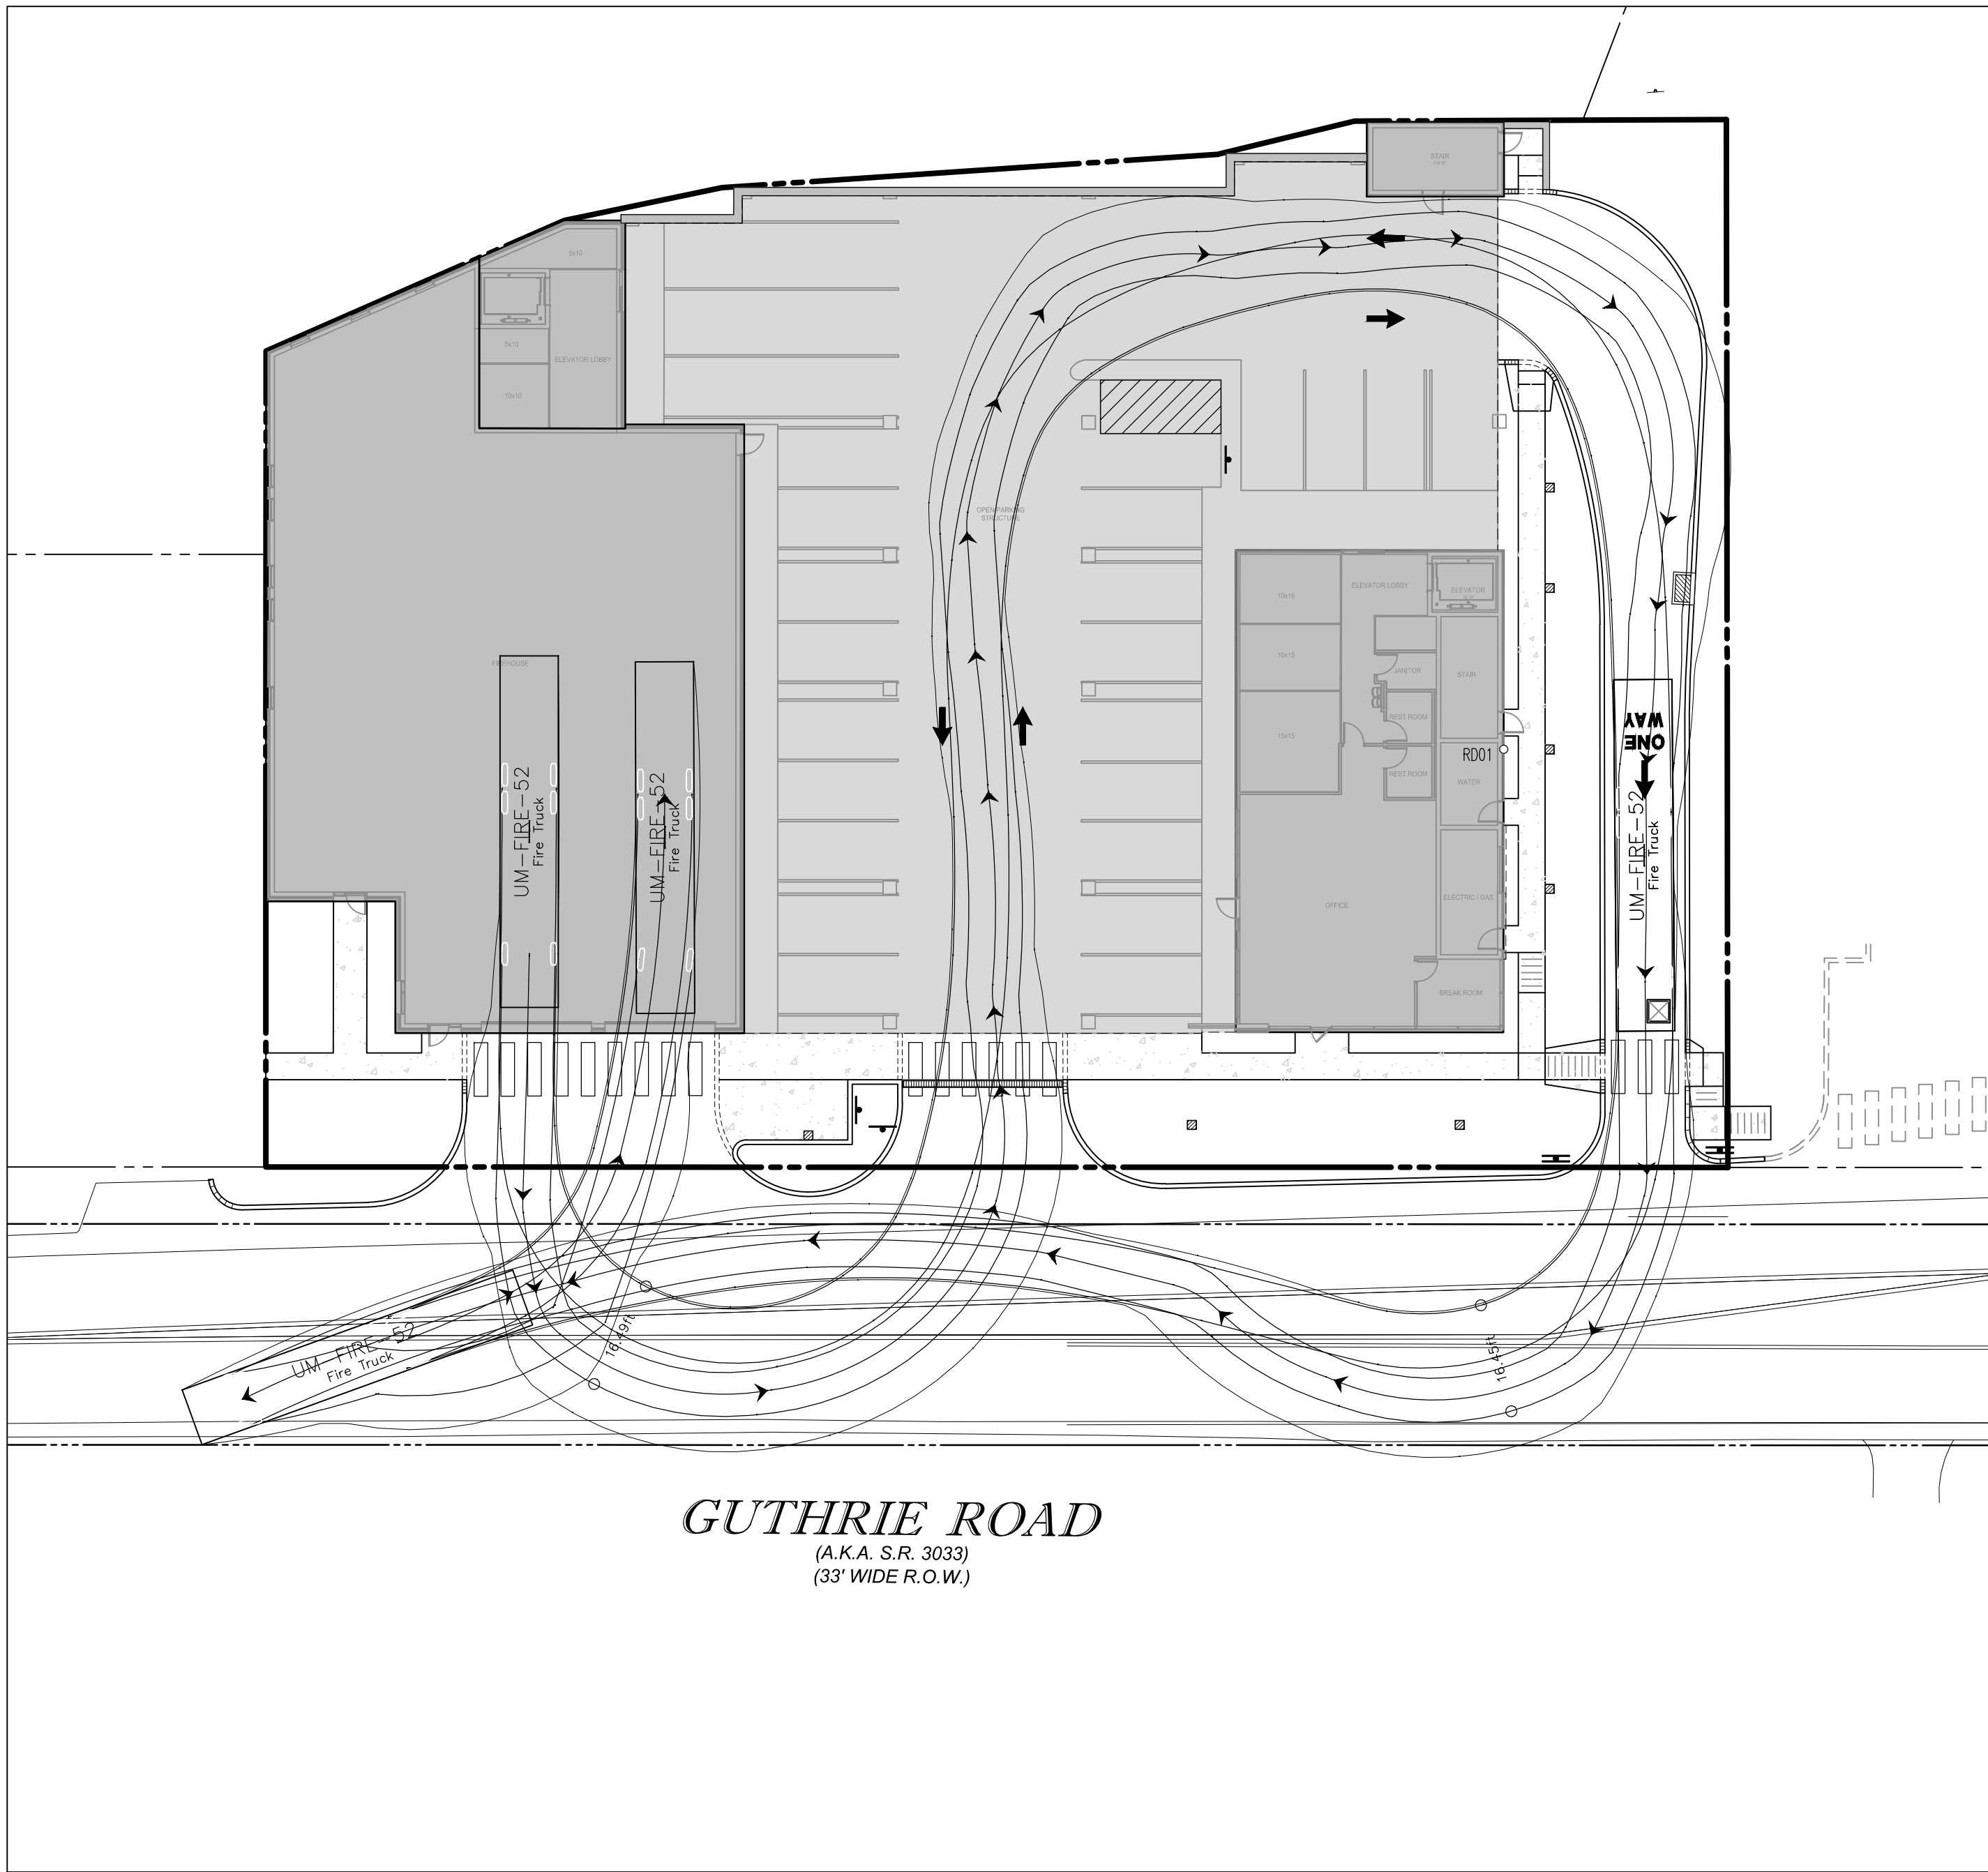 STAIR
5x10
5x10
ELEVATOR LOBBY
10x10
OPEN PARKING
STRUCTURE
FIREHOUSE
UM-FIRE-52
Fire Truck
UM-FIRE-52
Fire Truck
10x15
ELEVATOR LOBBY
ELEVATOR
10x15
JANITOR
STAIR
REST ROOM
15x15
RD01
REST ROOM
WATER
OFFICE
ELECTRIC / GAS
BREAK ROOM
ONE
WAY
UM-FIRE-52
Fire Truck
UM-FIRE-52
Fire Truck
16.49ft
16.45ft
GUTHRIE ROAD
(A.K.A. S.R. 3033)
(33' WIDE R.O.W.)